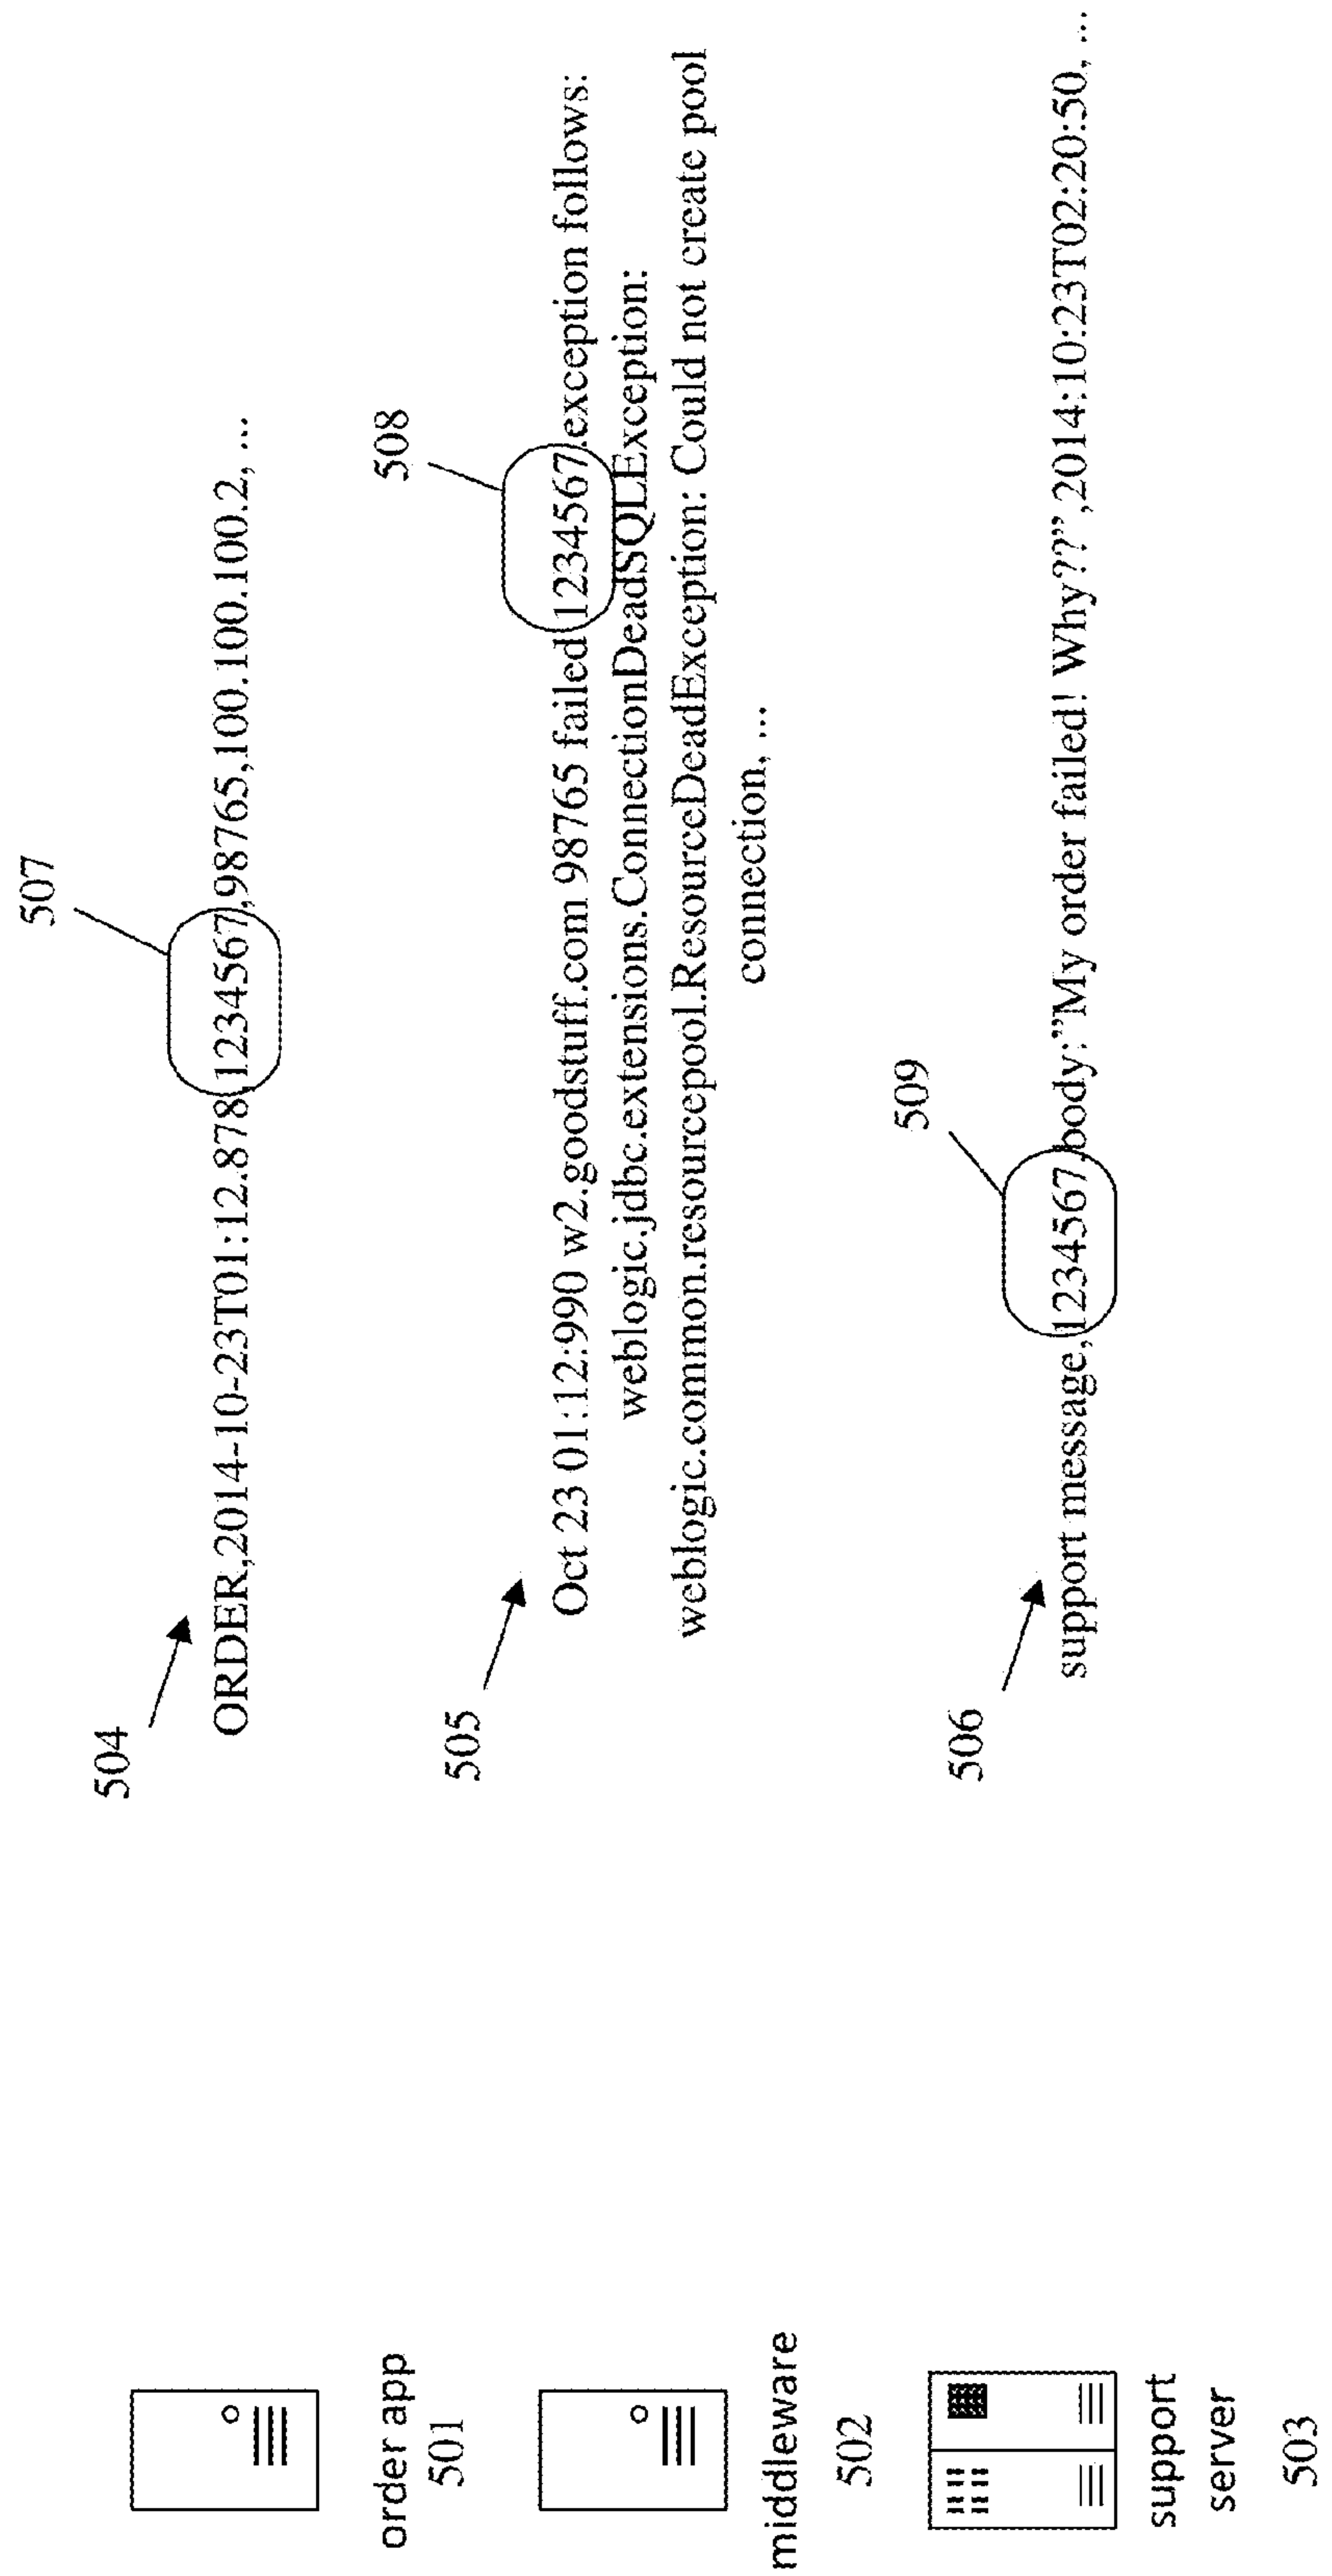 507
504
ORDER,2014-10-23T01:12.878,1234567,98765,100.100.100.2, ...
order app
501
508
505
Oct 23 01:12:990 w2.goodstuff.com 98765 failed 1234567.exception follows:
weblogic.jdbc.extensions.ConnectionDeadSQLException:
weblogic.common.resourcepool.ResourceDeadException: Could not create pool
connection, ...
middleware
502
509
506
support message,1234567,body:”My order failed! Why??”,2014:10:23T02:20:50, ...
support
server
503